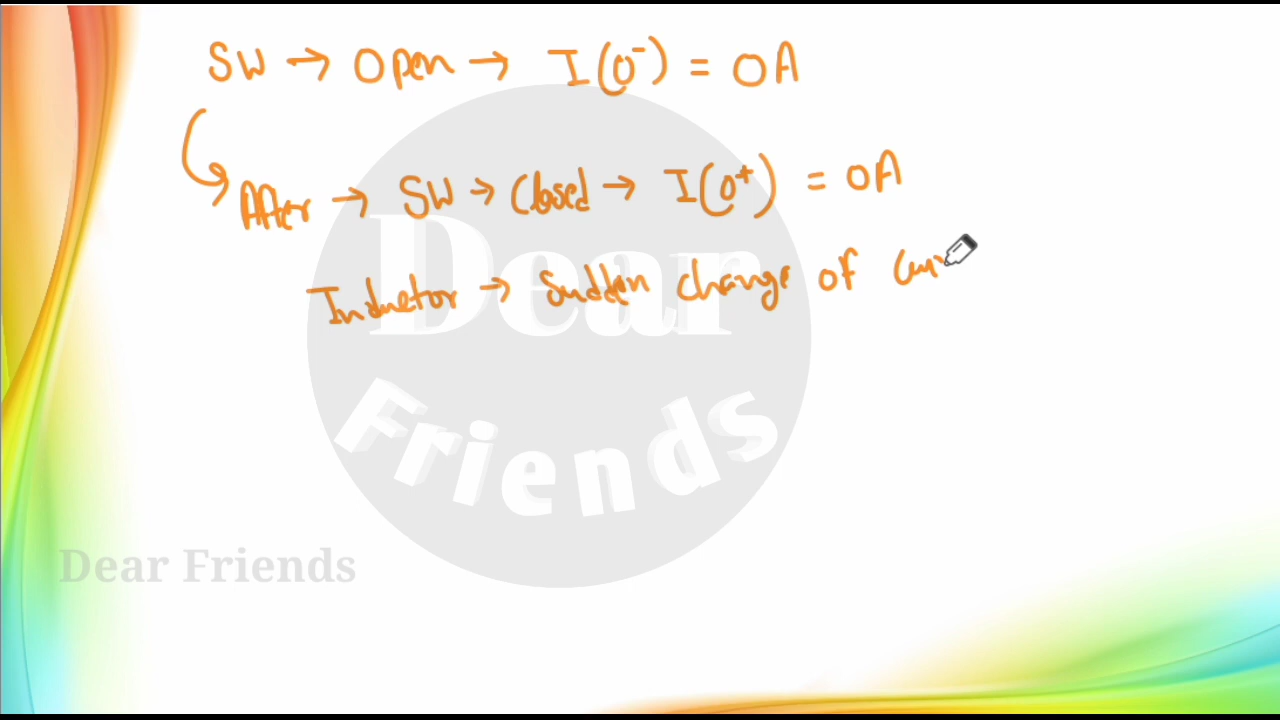 SW → Open → I(0⁻) = 0A
After → SW → Closed → I(0⁺) = 0A
Inductor → Sudden change of
Dear
Friends
Dear Friends